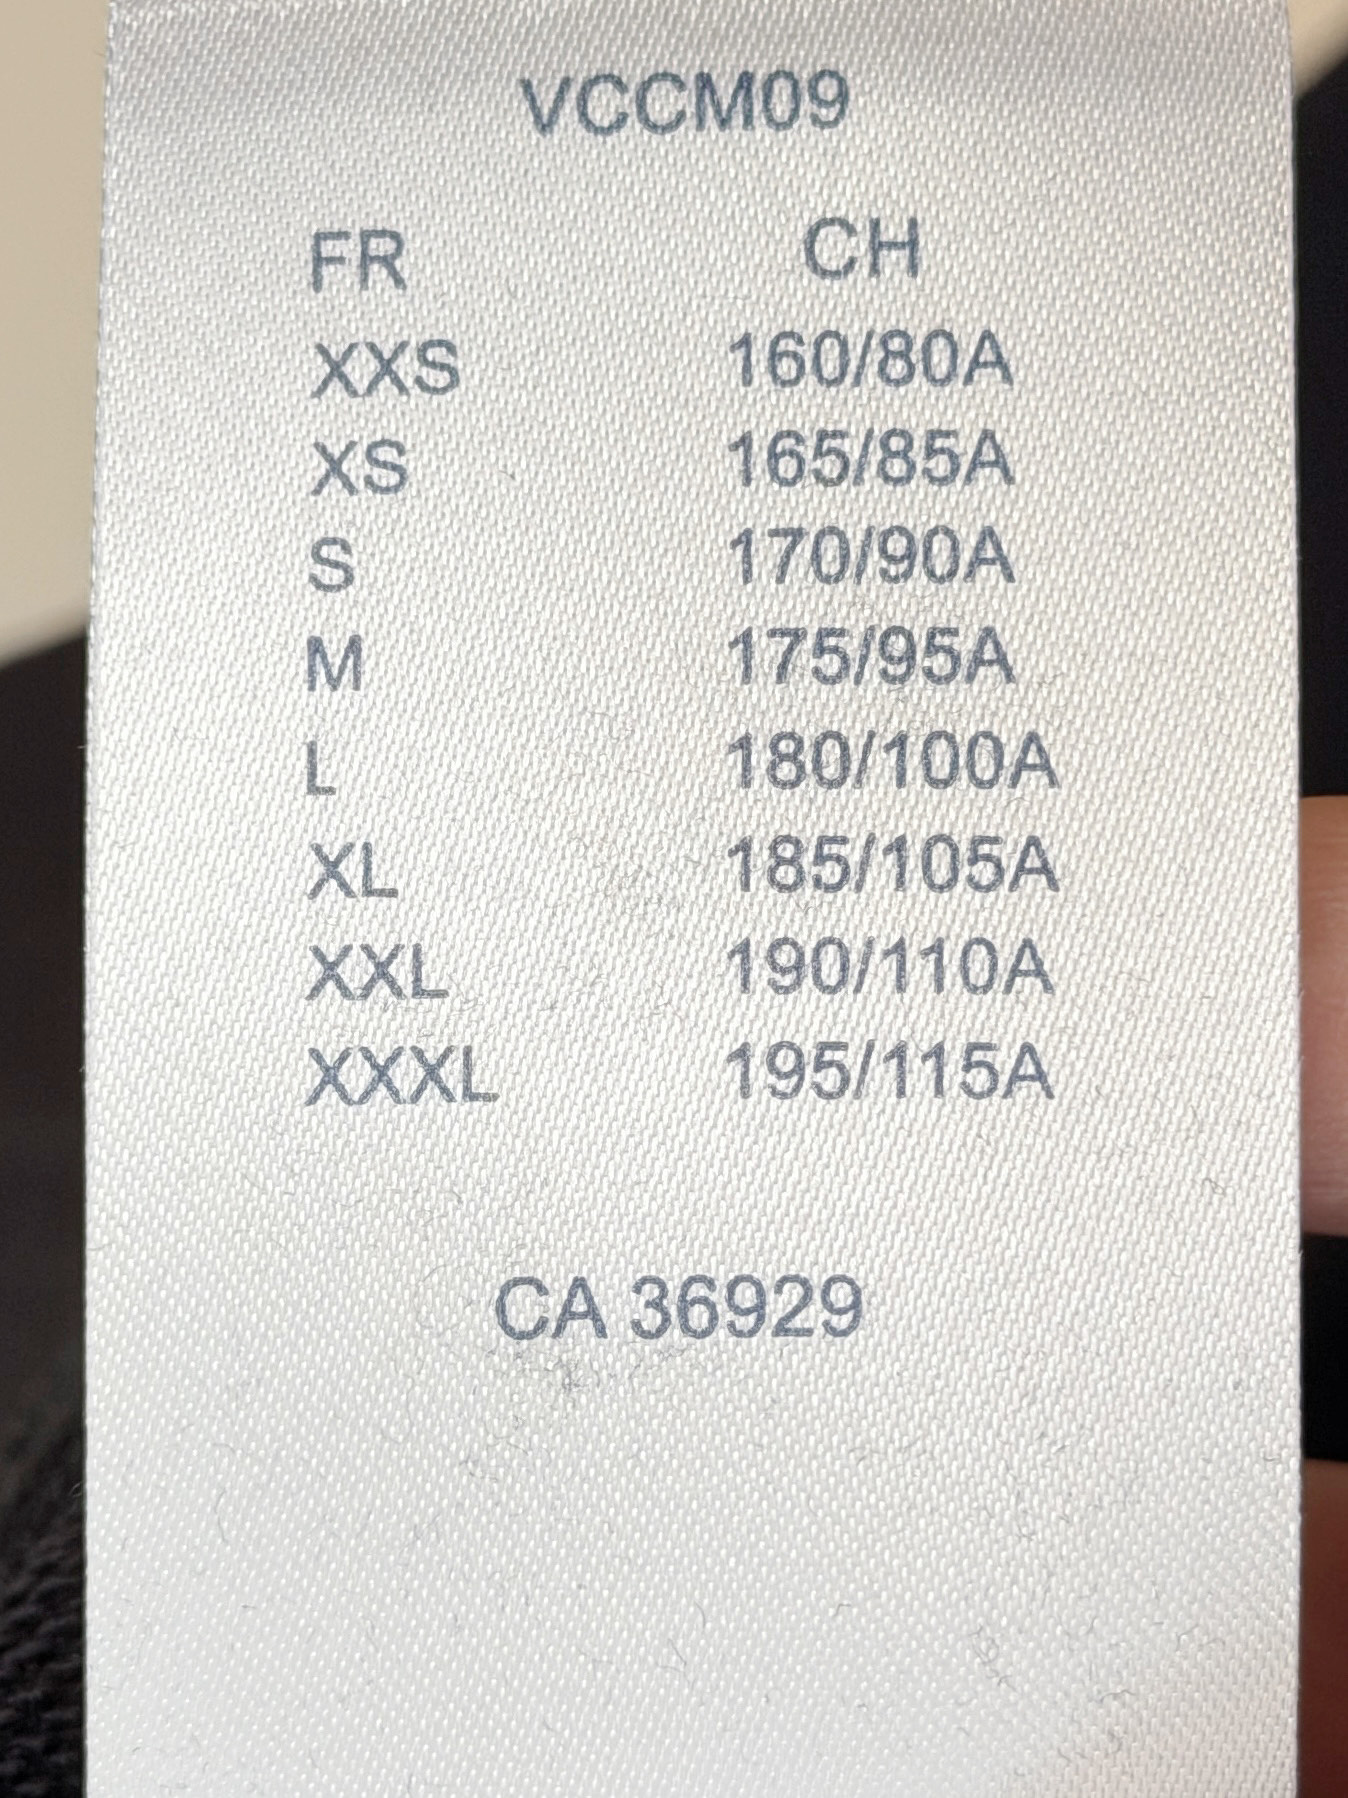 VCCM09
FR CH
XXS 160/80A
XS 165/85A
S 170/90A
M 175/95A
L 180/100A
XL 185/105A
XXL 190/110A
XXXL 195/115A
CA 36929